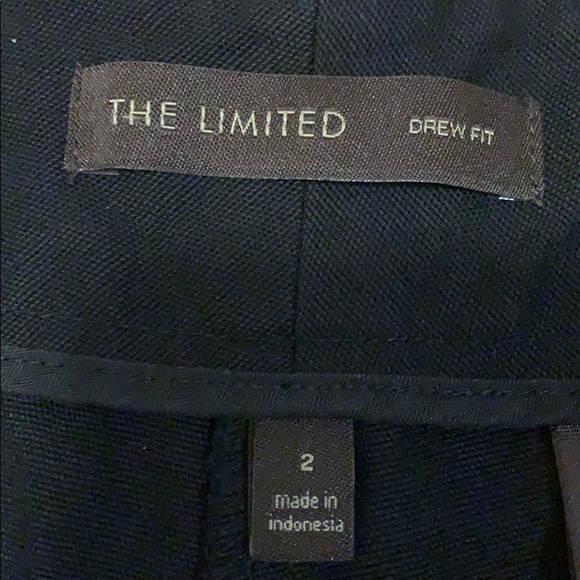 THE LIMITED DREW FIT
2
made in
indonesia